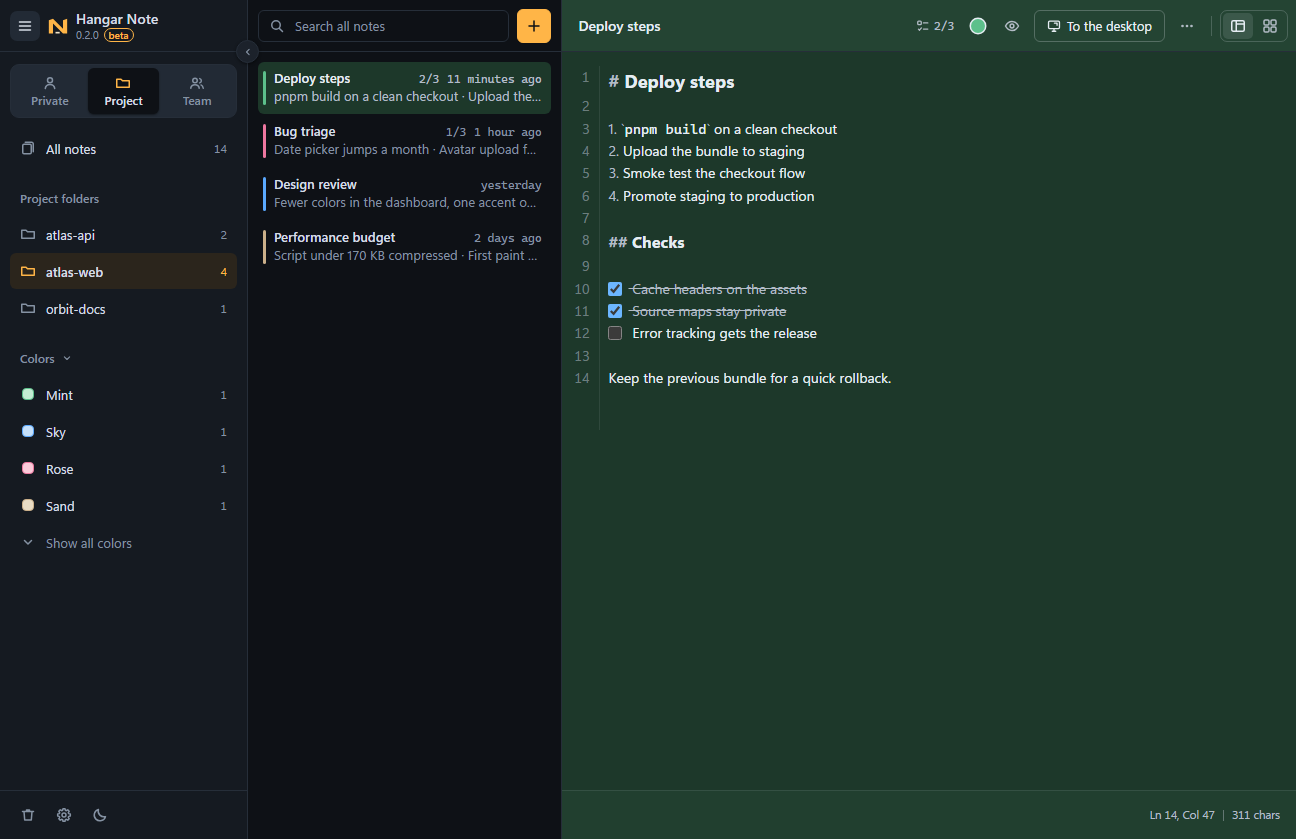 Hangar Note
0.2.0 beta
Private
Project
Team
All notes 14
Project folders
atlas-api 2
atlas-web 4
orbit-docs 1
Colors
Mint 1
Sky 1
Rose 1
Sand 1
Show all colors
Search all notes
Deploy steps 2/3 11 minutes ago
pnpm build on a clean checkout · Upload the…
Bug triage 1/3 1 hour ago
Date picker jumps a month · Avatar upload f…
Design review yesterday
Fewer colors in the dashboard, one accent o…
Performance budget 2 days ago
Script under 170 KB compressed · First paint …
Deploy steps 2/3 To the desktop
1 # Deploy steps
2
3 1. `pnpm build` on a clean checkout
4 2. Upload the bundle to staging
5 3. Smoke test the checkout flow
6 4. Promote staging to production
7
8 ## Checks
9
10 Cache headers on the assets
11 Source maps stay private
12 Error tracking gets the release
13
14 Keep the previous bundle for a quick rollback.
Ln 14, Col 47 | 311 chars